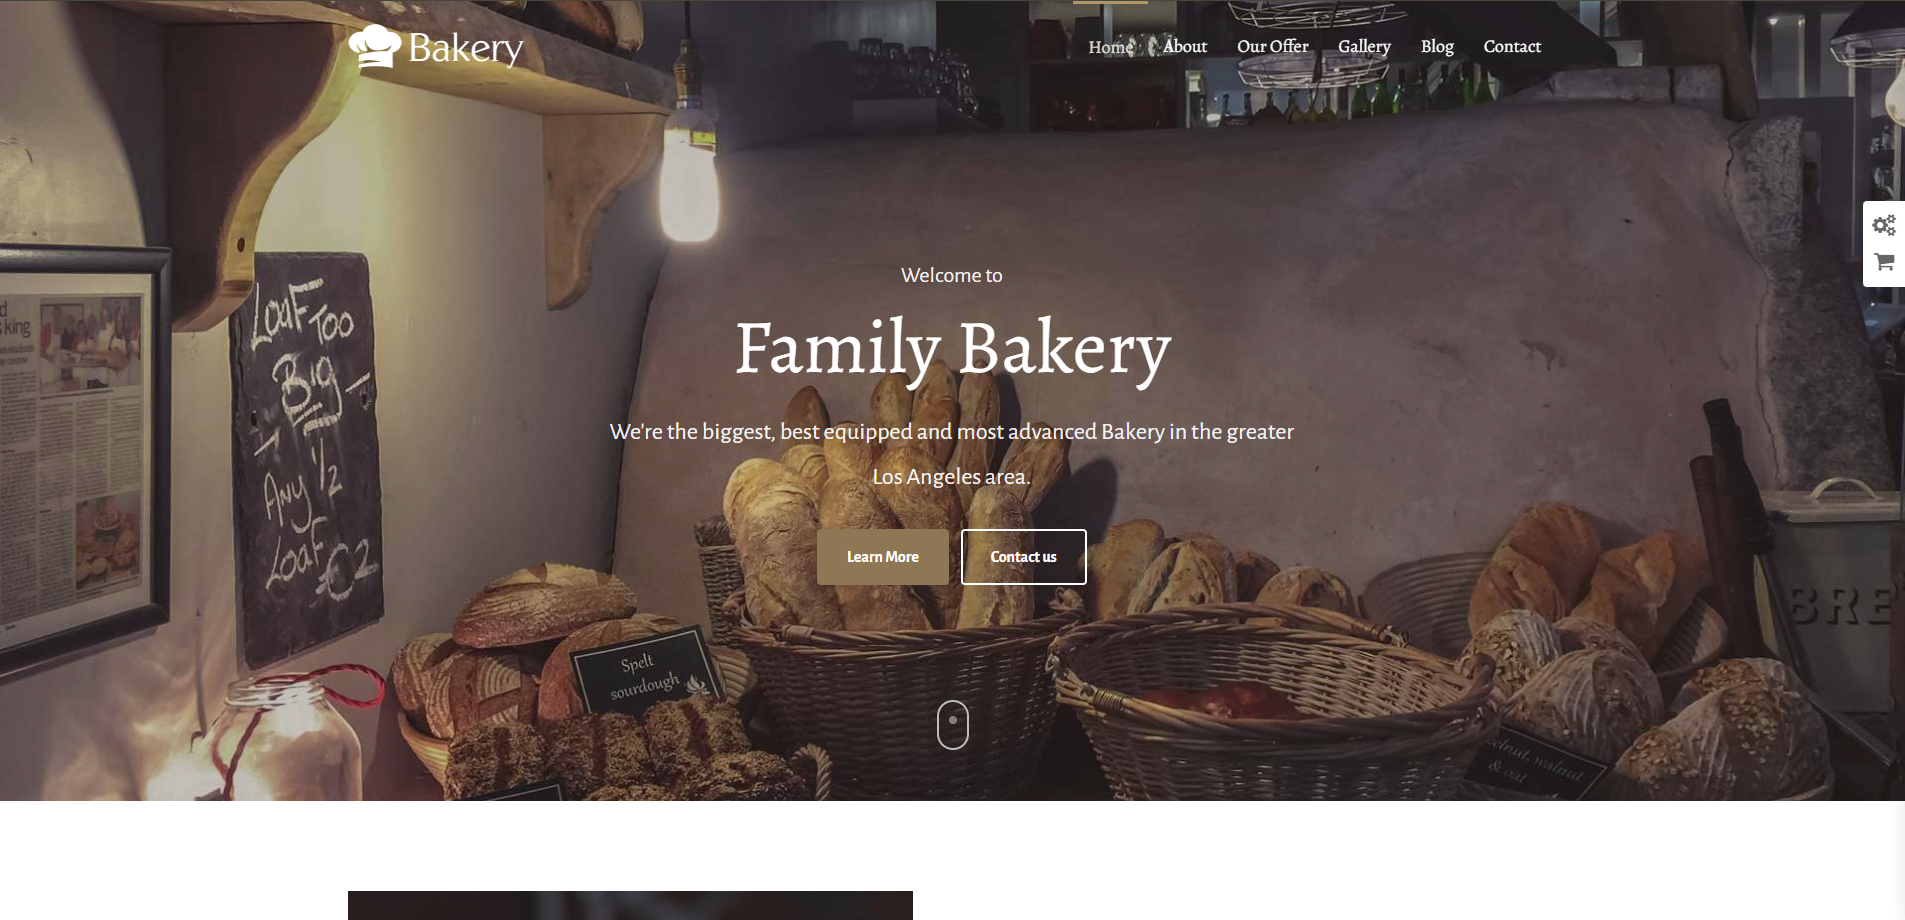 Bakery
Home About Our Offer Gallery Blog Contact
Welcome to
Family Bakery
We're the biggest, best equipped and most advanced Bakery in the greater
Los Angeles area.
Learn More Contact us
Loaf Too
Big
Any 1/2
Loaf
€2
king
Spelt
sourdough
walnut
& oat
BRE